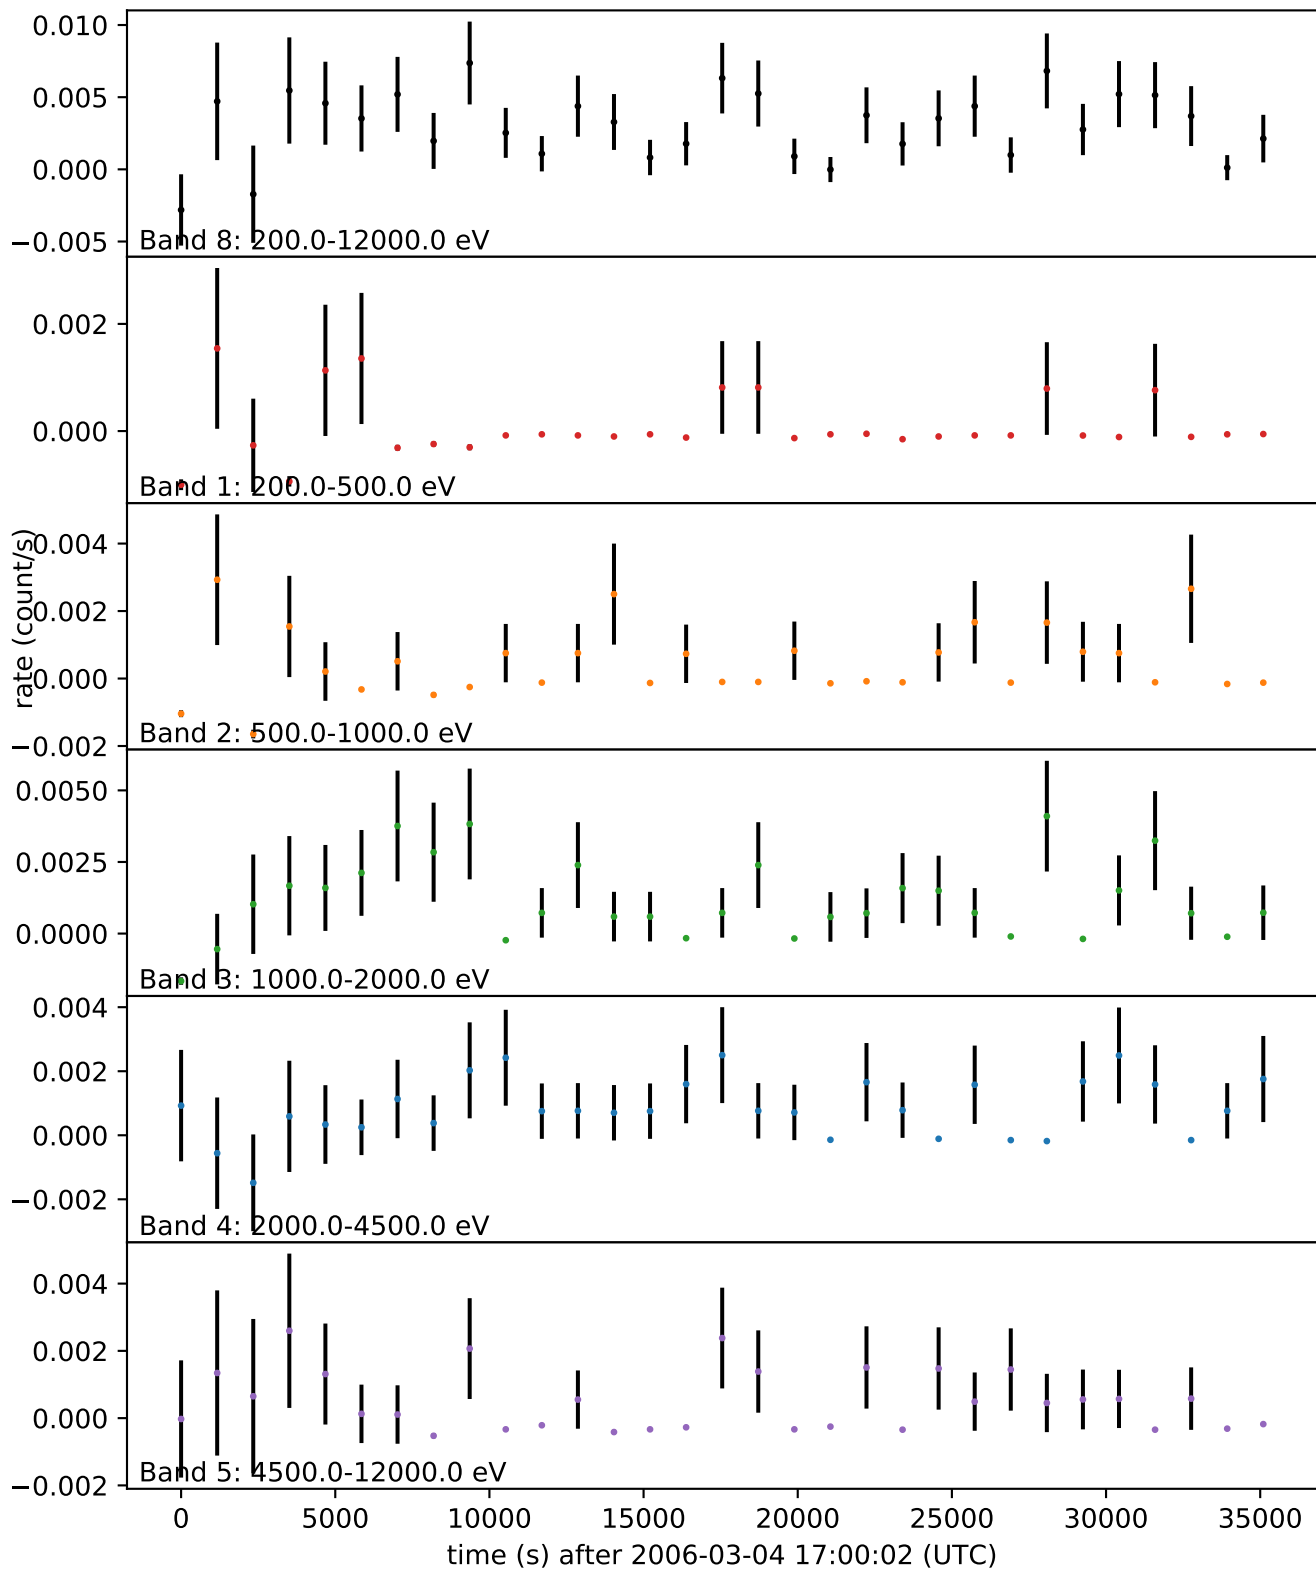 0.010
0.005
0.000
−0.005
Band 8: 200.0-12000.0 eV
0.002
0.000
Band 1: 200.0-500.0 eV
rate (count/s)
0.004
0.002
0.000
−0.002
Band 2: 500.0-1000.0 eV
0.0050
0.0025
0.0000
Band 3: 1000.0-2000.0 eV
0.004
0.002
0.000
−0.002
Band 4: 2000.0-4500.0 eV
0.004
0.002
0.000
−0.002
Band 5: 4500.0-12000.0 eV
0 5000 10000 15000 20000 25000 30000 35000
time (s) after 2006-03-04 17:00:02 (UTC)